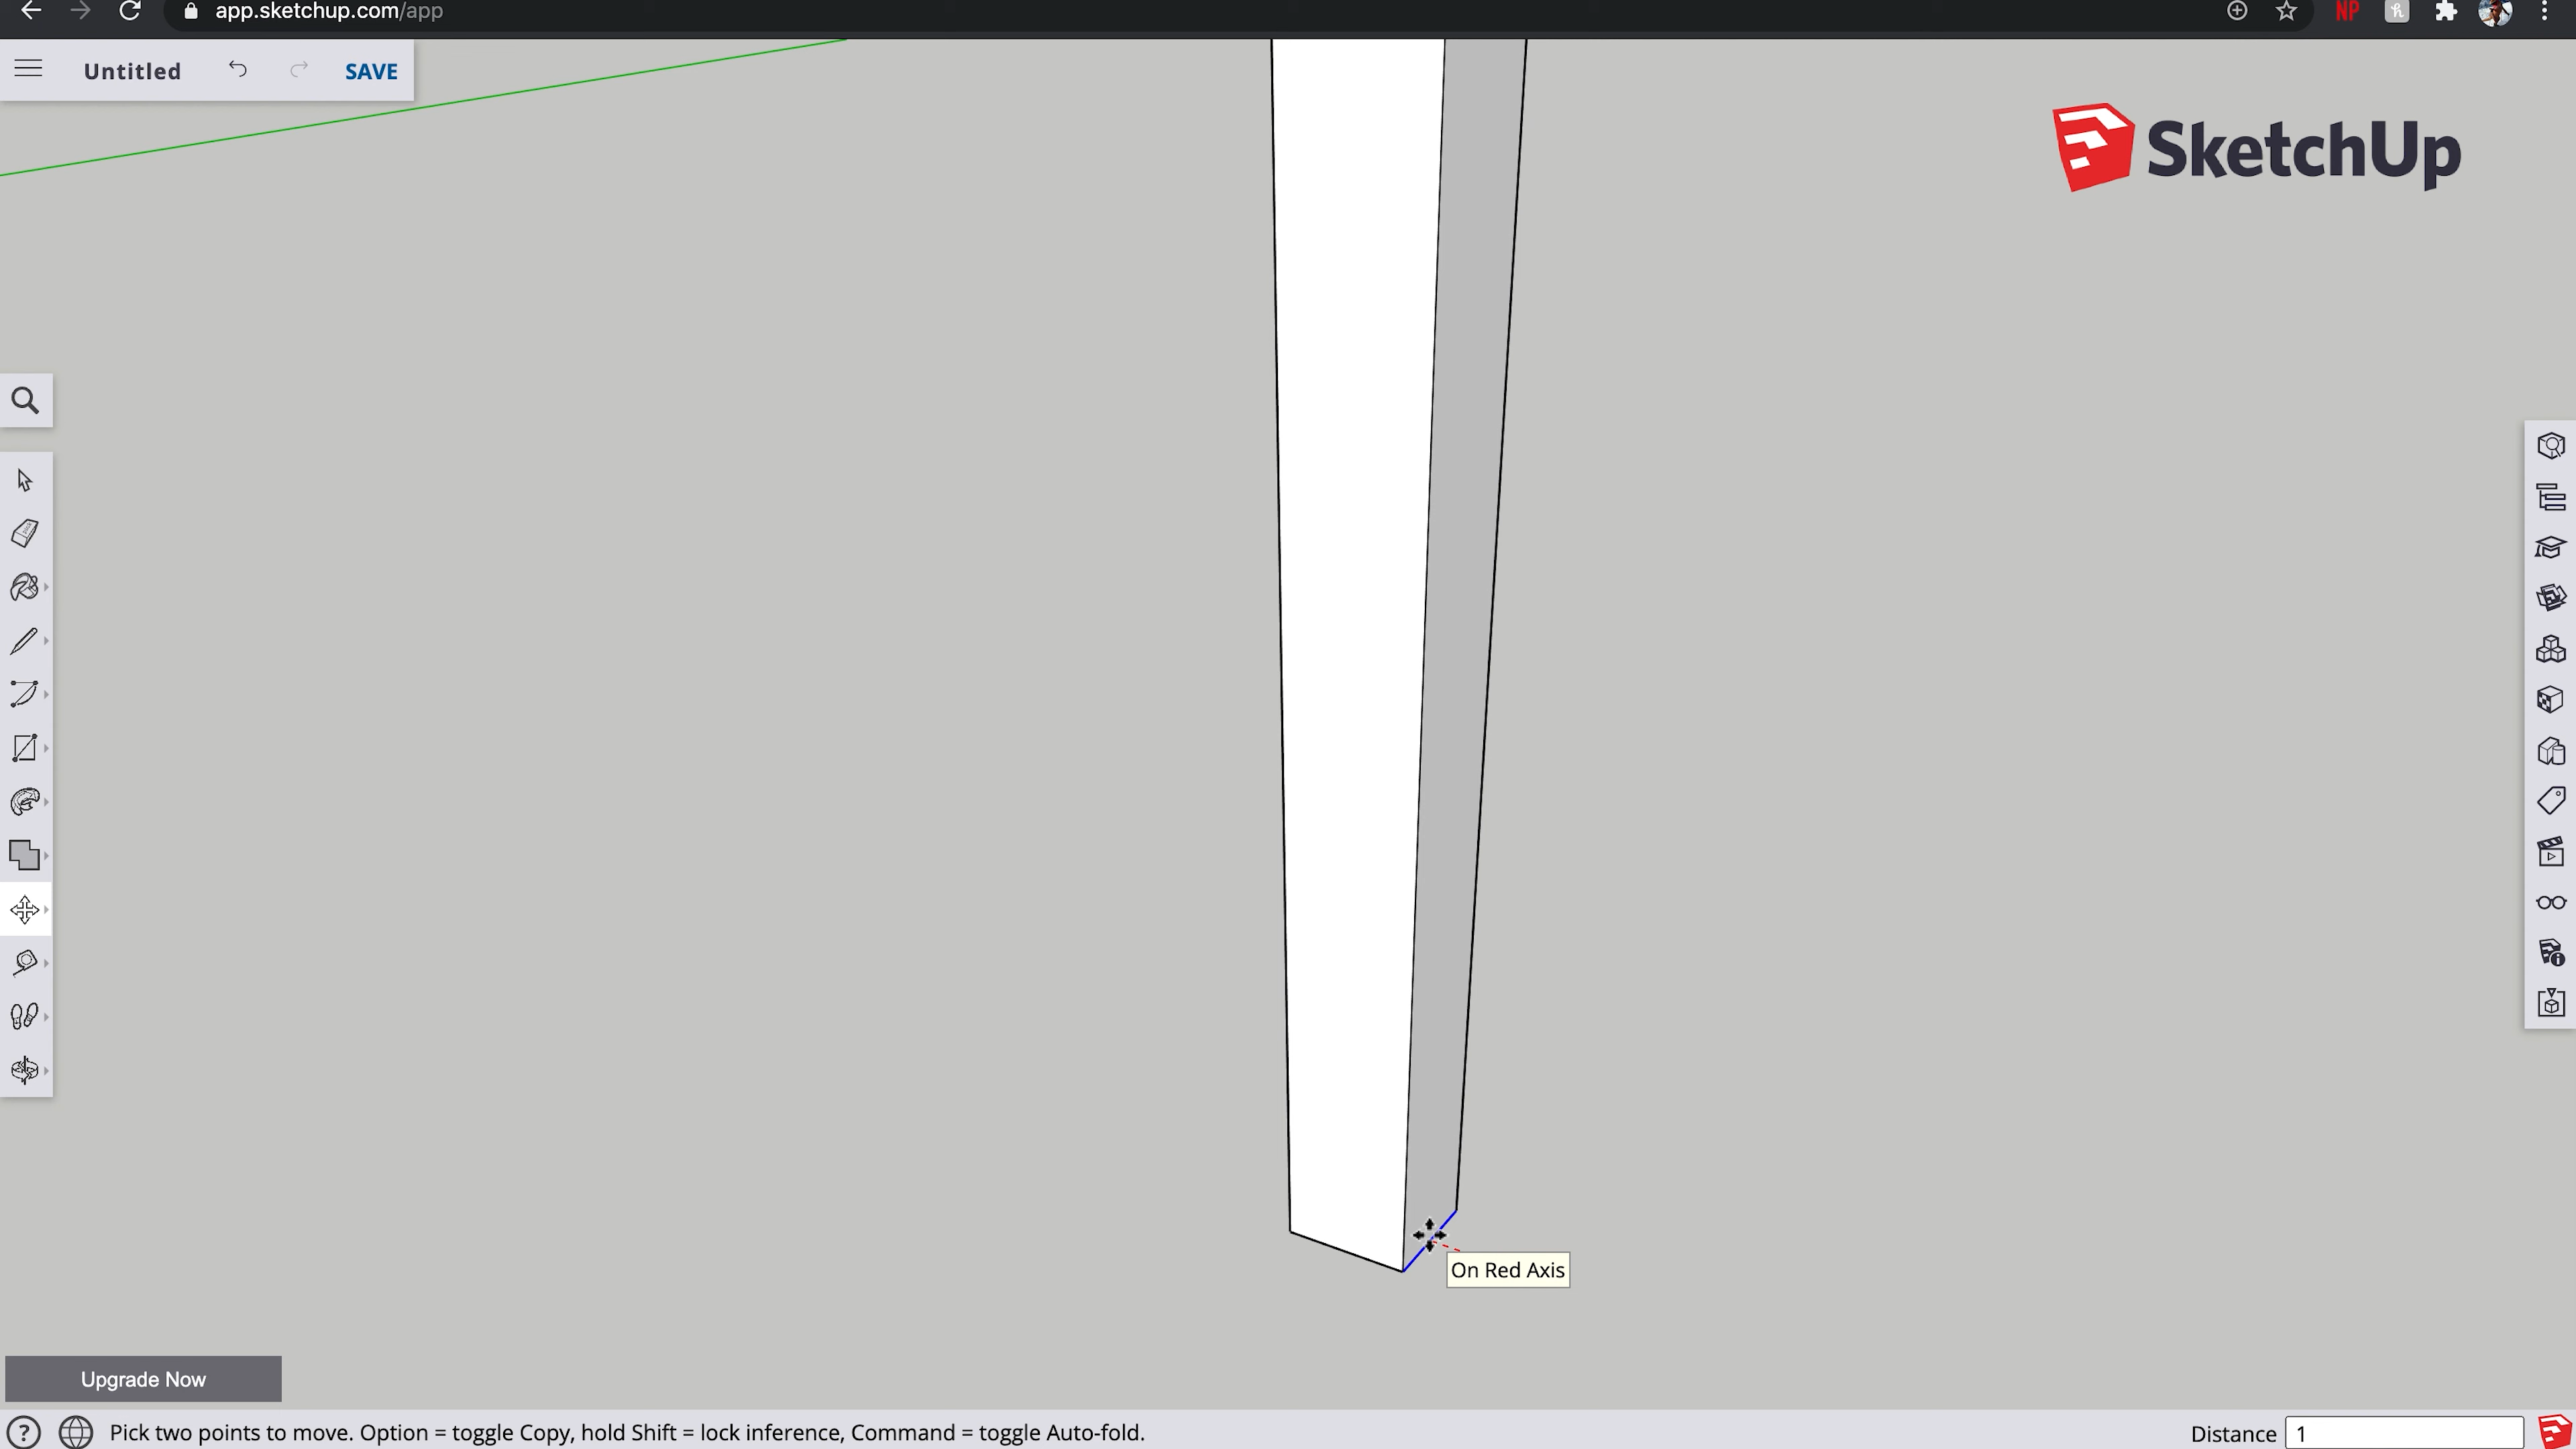 app.sketchup.com/app
NP
Untitled
SAVE
SketchUp
On Red Axis
Upgrade Now
? Pick two points to move. Option = toggle Copy, hold Shift = lock inference, Command = toggle Auto-fold.
Distance 1